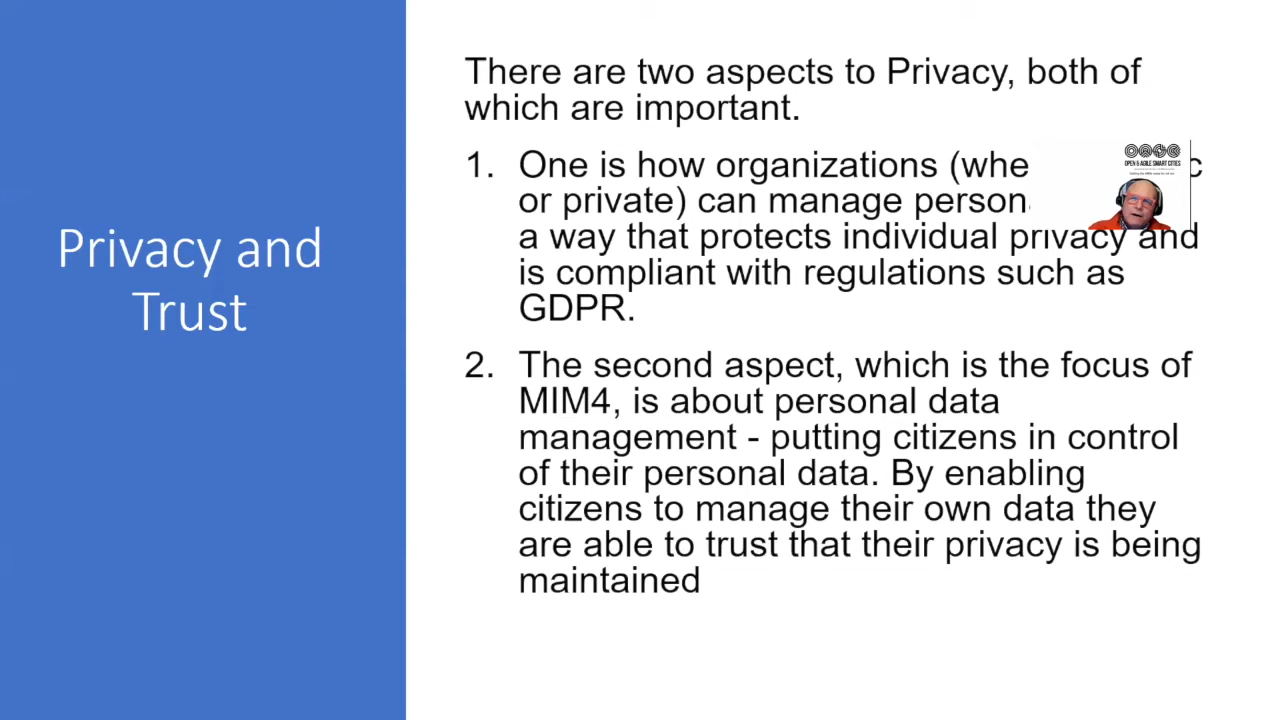 Privacy and
Trust
There are two aspects to Privacy, both of
which are important.
1. One is how organizations (whe
or private) can manage person
a way that protects individual privacy and
is compliant with regulations such as
GDPR.
2. The second aspect, which is the focus of
MIM4, is about personal data
management - putting citizens in control
of their personal data. By enabling
citizens to manage their own data they
are able to trust that their privacy is being
maintained
OPEN & AGILE SMART CITIES